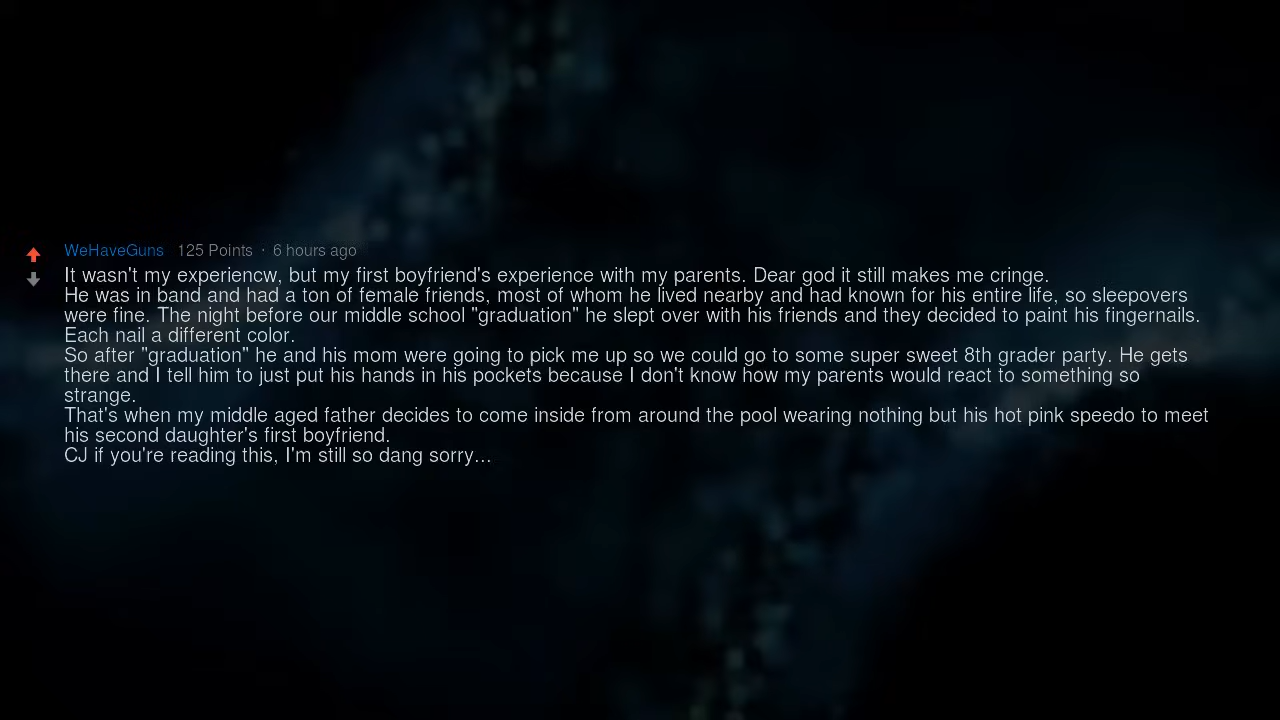 WeHaveGuns 125 Points · 6 hours ago
It wasn't my experiencw, but my first boyfriend's experience with my parents. Dear god it still makes me cringe.
He was in band and had a ton of female friends, most of whom he lived nearby and had known for his entire life, so sleepovers
were fine. The night before our middle school "graduation" he slept over with his friends and they decided to paint his fingernails.
Each nail a different color.
So after "graduation" he and his mom were going to pick me up so we could go to some super sweet 8th grader party. He gets
there and I tell him to just put his hands in his pockets because I don't know how my parents would react to something so
strange.
That's when my middle aged father decides to come inside from around the pool wearing nothing but his hot pink speedo to meet
his second daughter's first boyfriend.
CJ if you're reading this, I'm still so dang sorry...